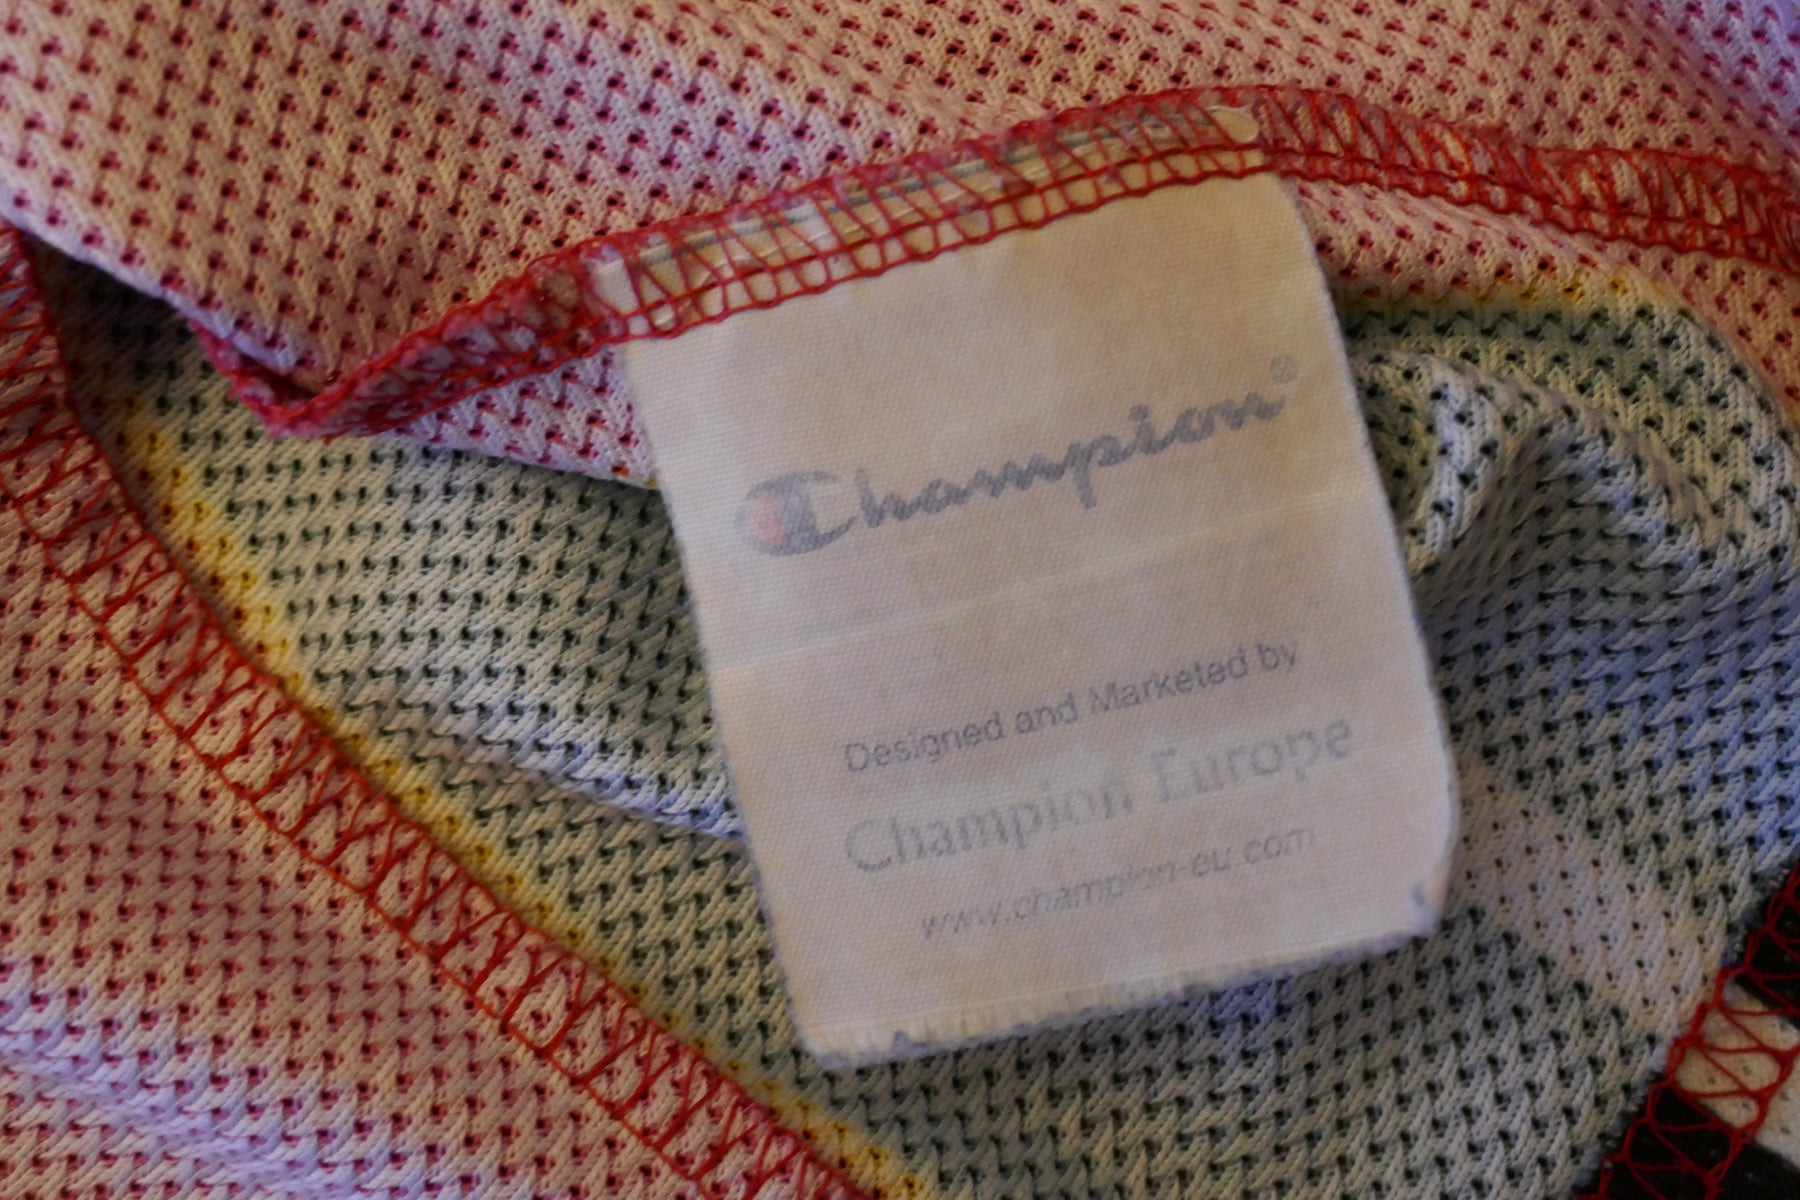 Champion®
Designed and Marketed by
Champion Europe
www.champion-eu.com